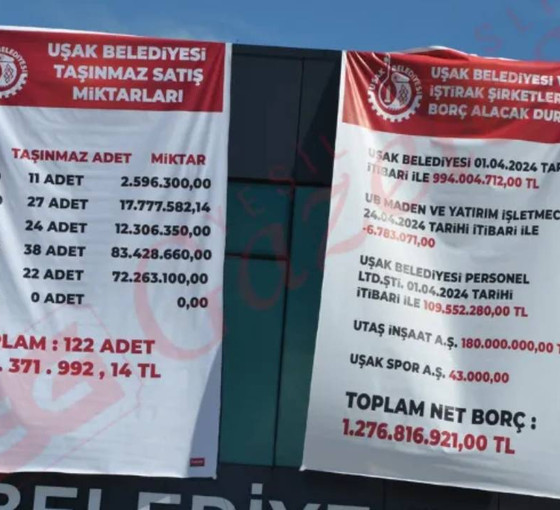 UŞAK BELEDİYESİ
TAŞINMAZ SATIŞ
MİKTARLARI
TAŞINMAZ ADET MİKTAR
11 ADET 2.596.300,00
27 ADET 17.777.582,14
24 ADET 12.306.350,00
38 ADET 83.428.660,00
22 ADET 72.263.100,00
0 ADET 0,00
PLAM : 122 ADET
. 371 . 992 , 14 TL
UŞAK BELEDİYESİ
İŞTİRAK ŞİRKETLER
BORÇ ALACAK DUR
UŞAK BELEDİYESİ 01.04.2024 TAR
İTİBARI İLE 994.004.712,00 TL
UB MADEN VE YATIRIM İŞLETMEC
24.04.2024 TARİHİ İTİBARI İLE
-6.783.071,00
UŞAK BELEDİYESİ PERSONEL
LTD.ŞTİ. 01.04.2024 TARİHİ
İTİBARI İLE 109.552.280,00 TL
UTAŞ İNŞAAT A.Ş. 180.000.000,00 T
UŞAK SPOR A.Ş. 43.000,00
TOPLAM NET BORÇ :
1.276.816.921,00 TL
BELEDİYE